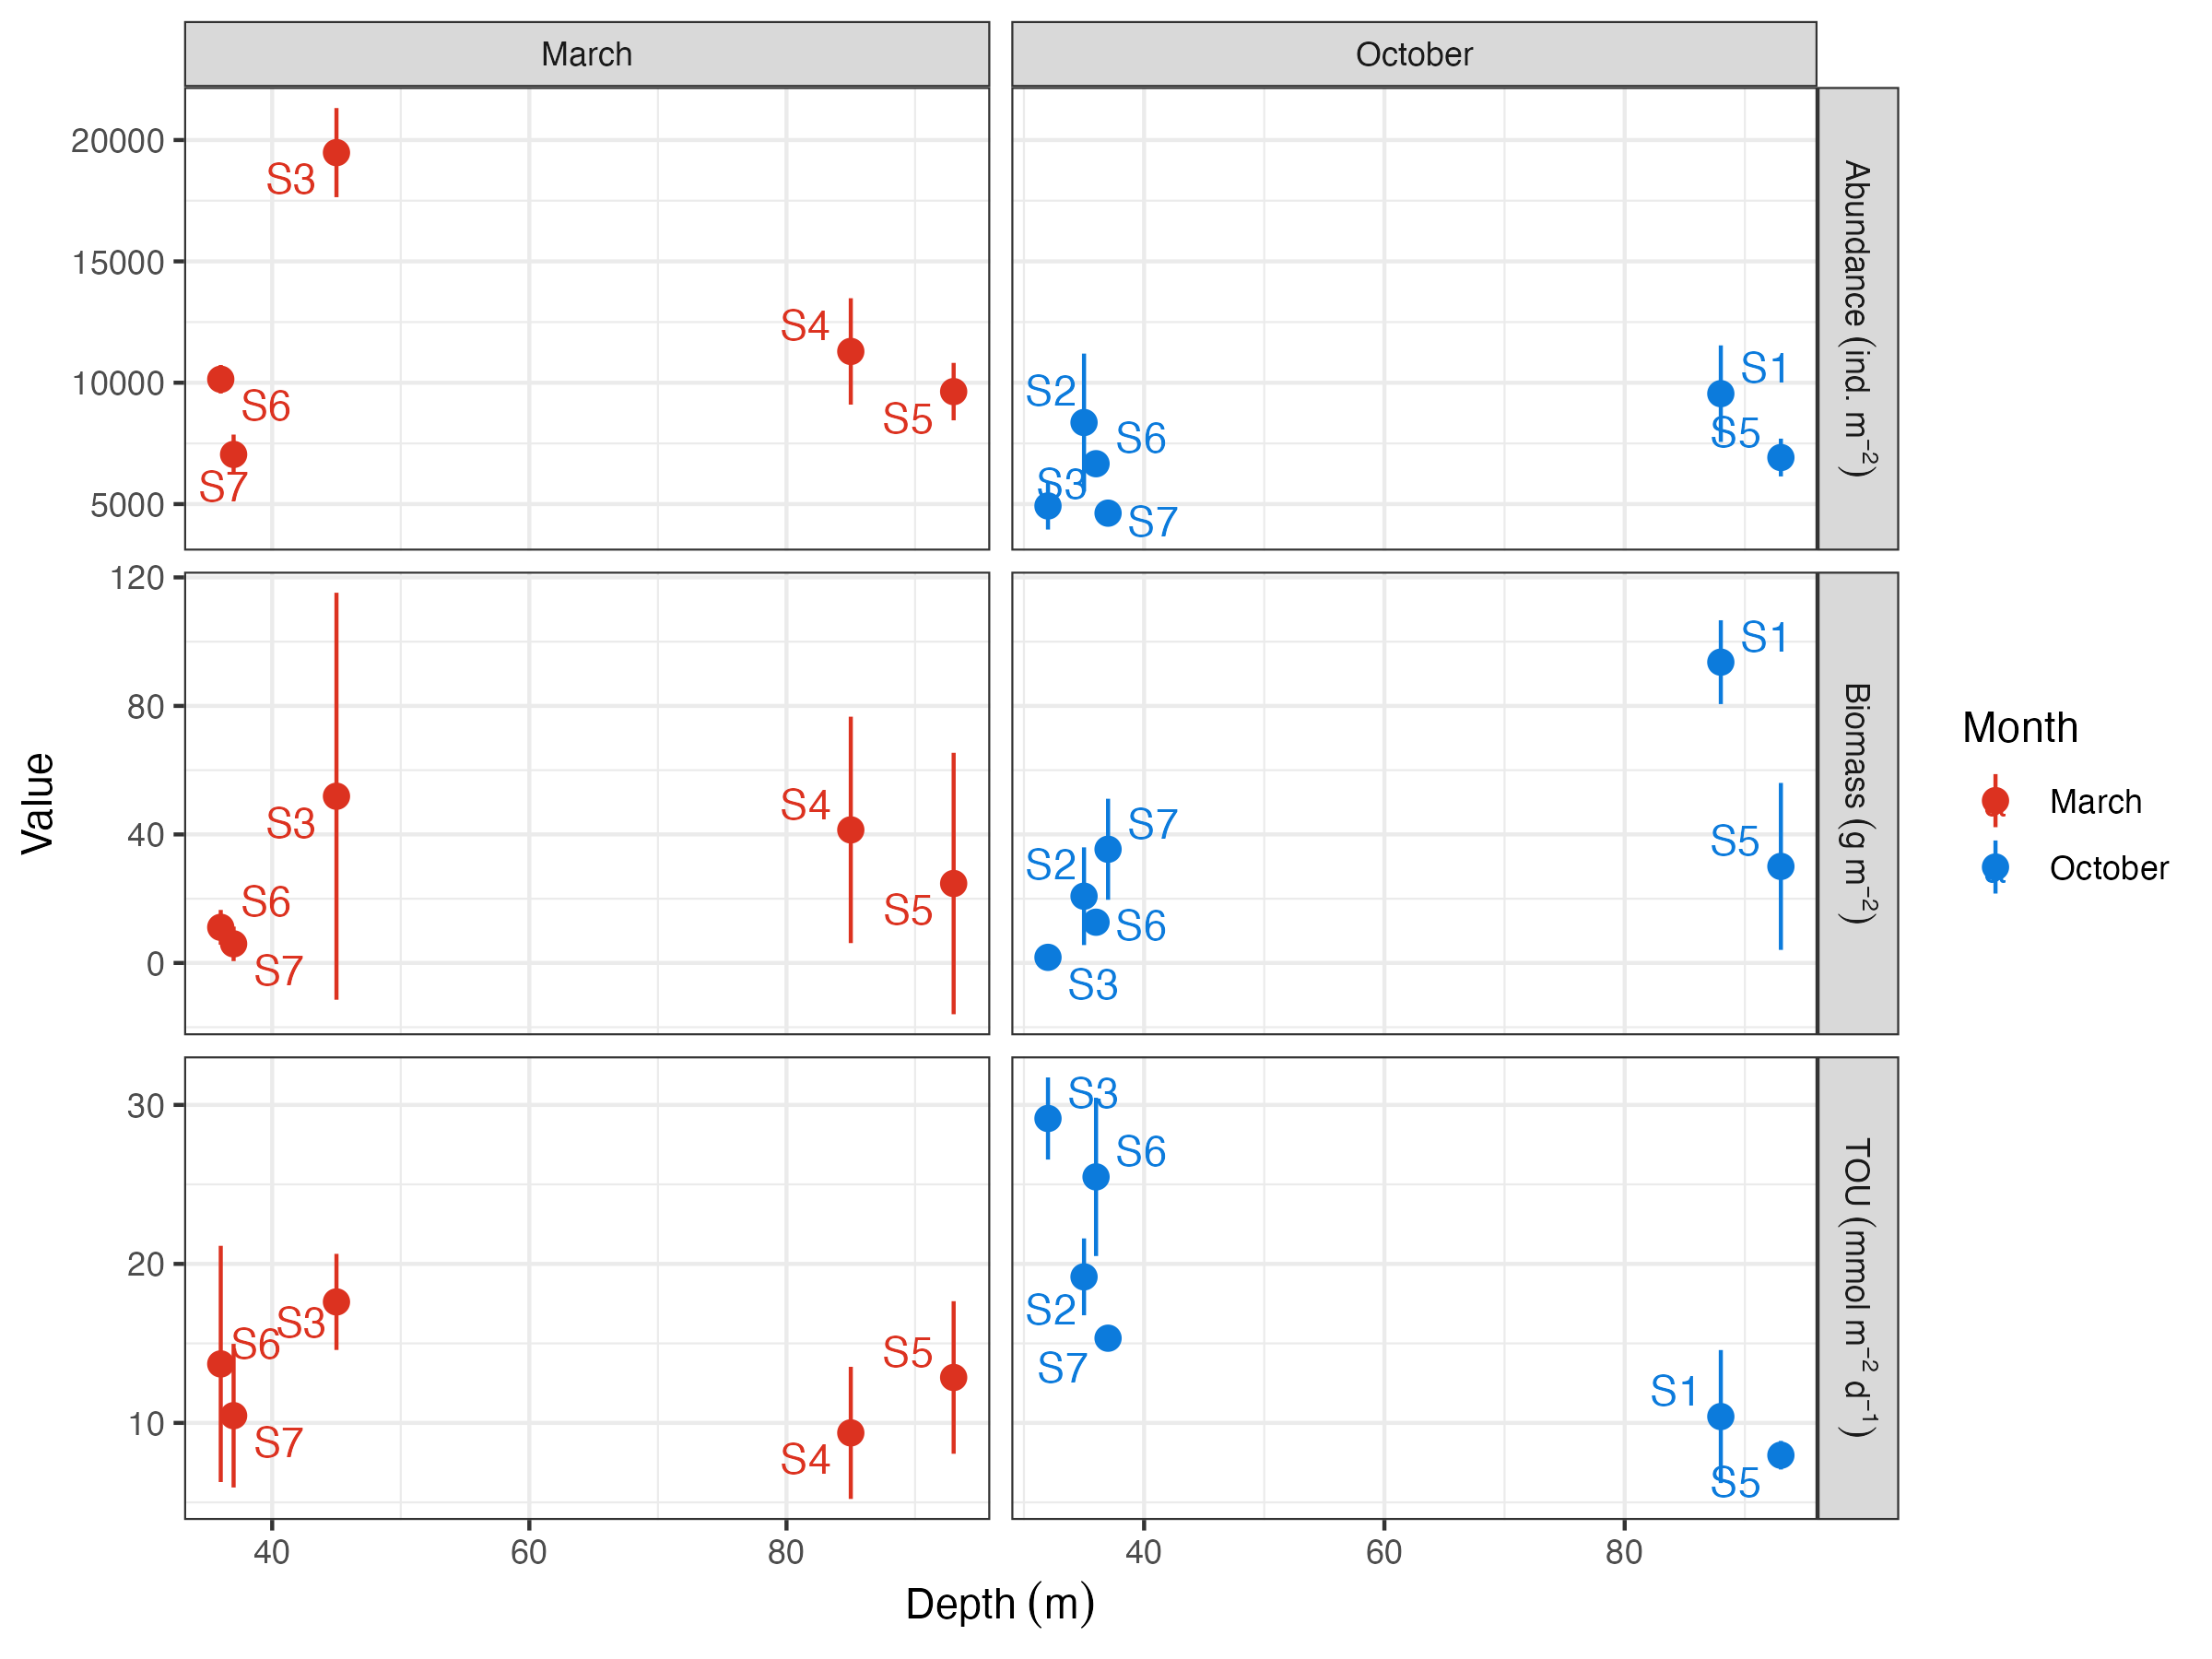 March
October
20000
15000
10000
5000
S3
S6
S7
S4
S5
S2
S6
S3
S7
S1
S5
Abundance (ind. m⁻²)
120
80
40
0
S3
S6
S7
S4
S5
S7
S2
S6
S3
S1
S5
Biomass (g m⁻²)
30
20
10
S3
S6
S7
S5
S4
S3
S6
S2
S7
S1
S5
TOU (mmol m⁻² d⁻¹)
40
60
80
40
60
80
Depth (m)
Value
Month
March
October